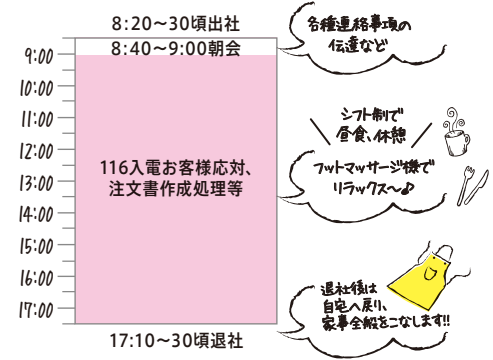 8:20〜30頃出社
8:40〜9:00朝会
各種連絡事項の
伝達など
9:00
10:00
11:00
12:00
13:00
14:00
15:00
16:00
17:00
116入電お客様応対、
注文書作成処理等
シフト制で
昼食、休憩
フットマッサージ機で
リラックス〜♪
退社後は
自宅へ戻り、
家事全般をこなします!!
17:10〜30頃退社